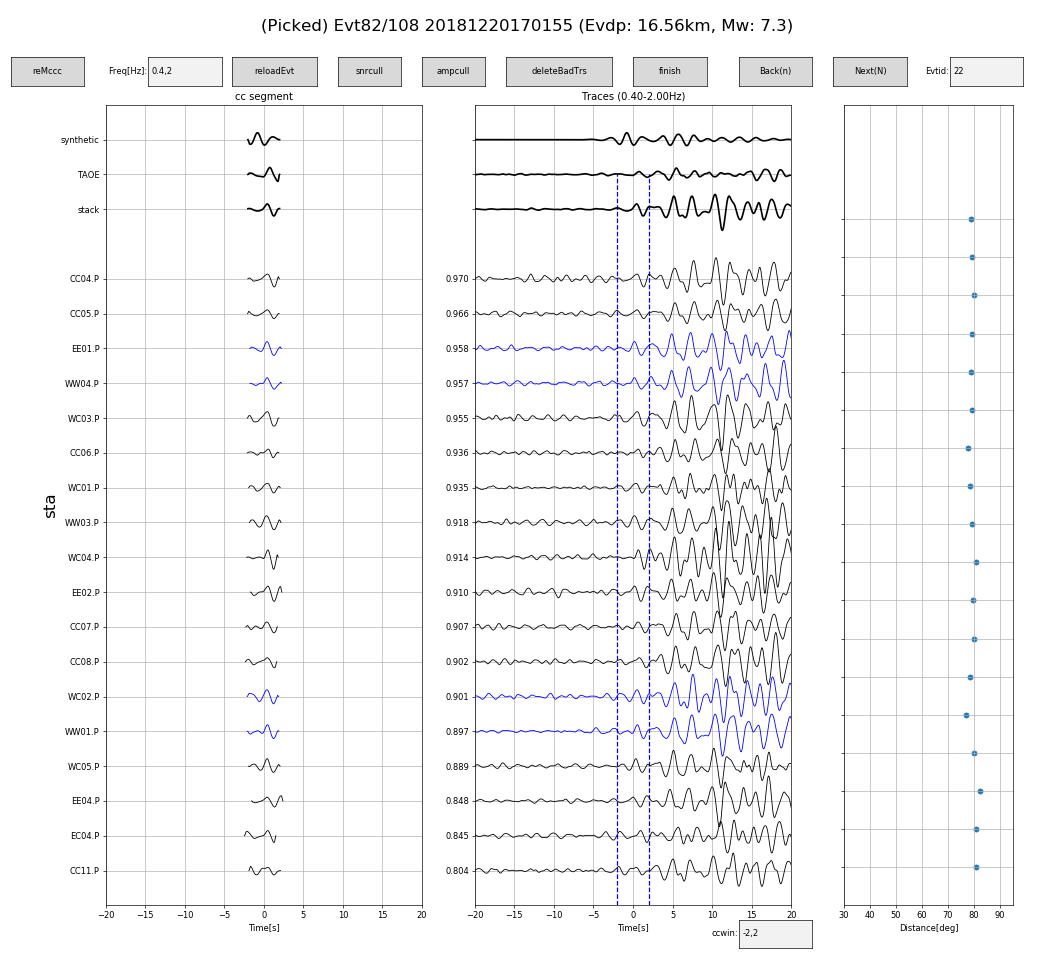 (Picked) Evt82/108 20181220170155 (Evdp: 16.56km, Mw: 7.3)
reMccc Freq[Hz]: 0.4,2 reloadEvt snrcull ampcull deleteBadTrs finish Back(n) Next(N) Evtid: 22
cc segment Traces (0.40-2.00Hz)
synthetic
TAOE
stack
CC04.P 0.970
CC05.P 0.966
EE01.P 0.958
WW04.P 0.957
WC03.P 0.955
CC06.P 0.936
WC01.P 0.935
sta
WW03.P 0.918
WC04.P 0.914
EE02.P 0.910
CC07.P 0.907
CC08.P 0.902
WC02.P 0.901
WW01.P 0.897
WC05.P 0.889
EE04.P 0.848
EC04.P 0.845
CC11.P 0.804
−20 −15 −10 −5 0 5 10 15 20 −20 −15 −10 −5 0 5 10 15 20 30 40 50 60 70 80 90
Time[s] Time[s] Distance[deg]
ccwin: -2,2